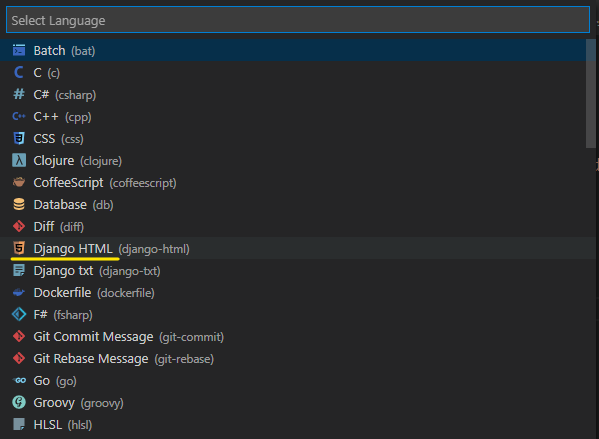 Select Language
Batch (bat)
C (c)
C# (csharp)
C++ (cpp)
CSS (css)
Clojure (clojure)
CoffeeScript (coffeescript)
Database (db)
Diff (diff)
Django HTML (django-html)
Django txt (django-txt)
Dockerfile (dockerfile)
F# (fsharp)
Git Commit Message (git-commit)
Git Rebase Message (git-rebase)
Go (go)
Groovy (groovy)
HLSL (hlsl)